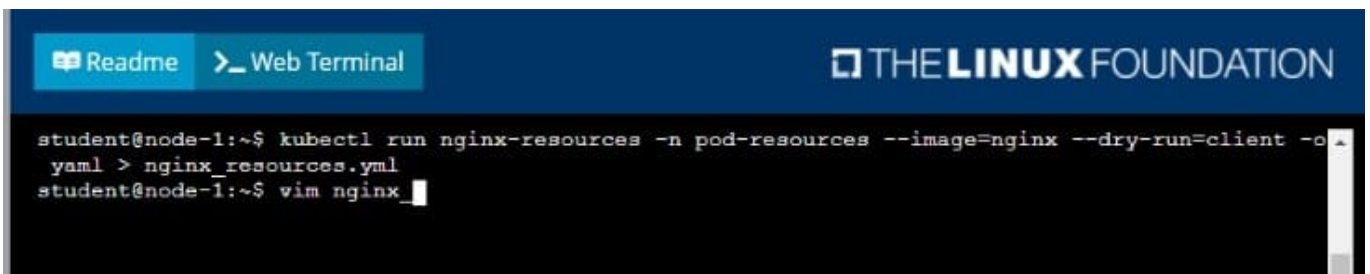 Readme >_ Web Terminal THE LINUX FOUNDATION
student@node-1:~$ kubectl run nginx-resources -n pod-resources --image=nginx --dry-run=client -o
yaml > nginx_resources.yml
student@node-1:~$ vim nginx_